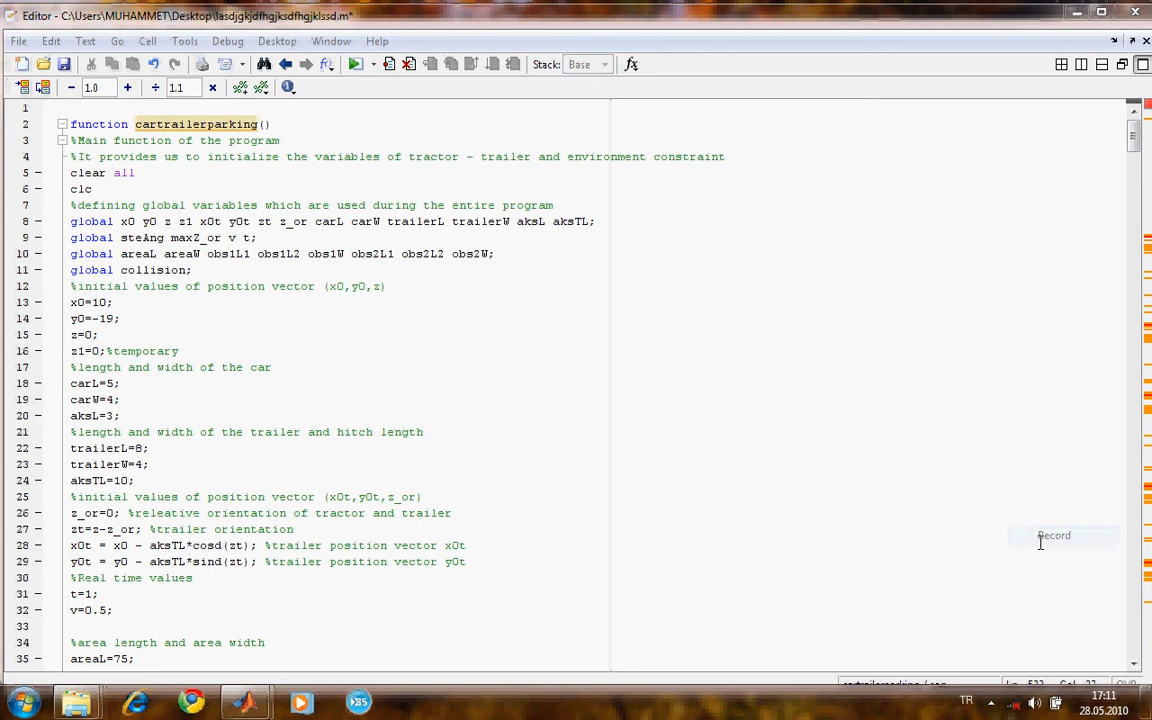 Editor - C:\Users\MUHAMMET\Desktop\lasdjgkjdfhgjksdfhgjklssd.m*
File Edit Text Go Cell Tools Debug Desktop Window Help
Stack: Base
1.0 1.1
1
2 function cartrailerparking()
3 %Main function of the program
4 %It provides us to initialize the variables of tractor - trailer and environment constraint
5 clear all
6 clc
7 %defining global variables which are used during the entire program
8 global x0 y0 z z1 x0t y0t zt z_or carL carW trailerL trailerW aksL aksTL;
9 global steAng maxZ_or v t;
10 global areaL areaW obs1L1 obs1L2 obs1W obs2L1 obs2L2 obs2W;
11 global collision;
12 %initial values of position vector (x0,y0,z)
13 x0=10;
14 y0=-19;
15 z=0;
16 z1=0;%temporary
17 %length and width of the car
18 carL=5;
19 carW=4;
20 aksL=3;
21 %length and width of the trailer and hitch length
22 trailerL=8;
23 trailerW=4;
24 aksTL=10;
25 %initial values of position vector (x0t,y0t,z_or)
26 z_or=0; %releative orientation of tractor and trailer
27 zt=z-z_or; %trailer orientation
28 x0t = x0 - aksTL*cosd(zt); %trailer position vector x0t
29 y0t = y0 - aksTL*sind(zt); %trailer position vector y0t
30 %Real time values
31 t=1;
32 v=0.5;
33
34 %area length and area width
35 areaL=75;
Record
TR
17:11
28.05.2010